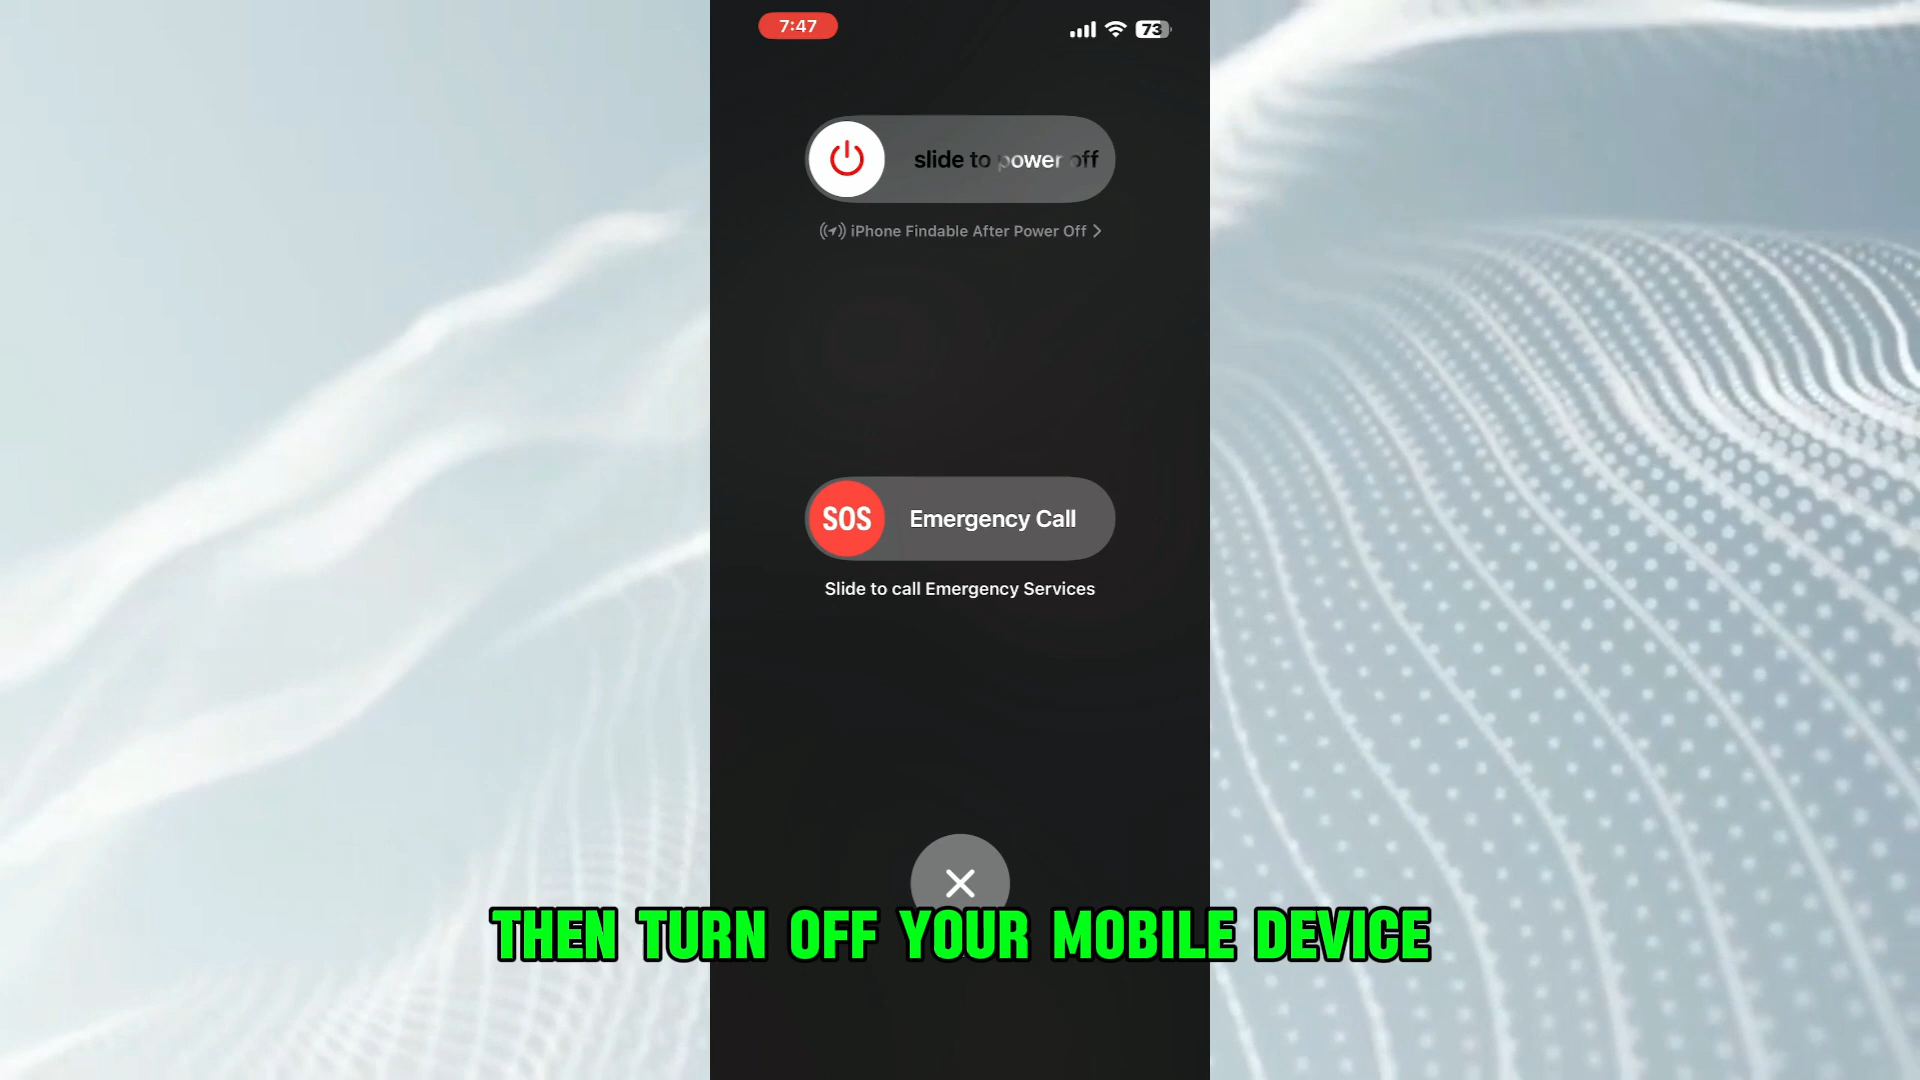 7:47
73
slide to power off
iPhone Findable After Power Off
SOS
Emergency Call
Slide to call Emergency Services
THEN TURN OFF YOUR MOBILE DEVICE